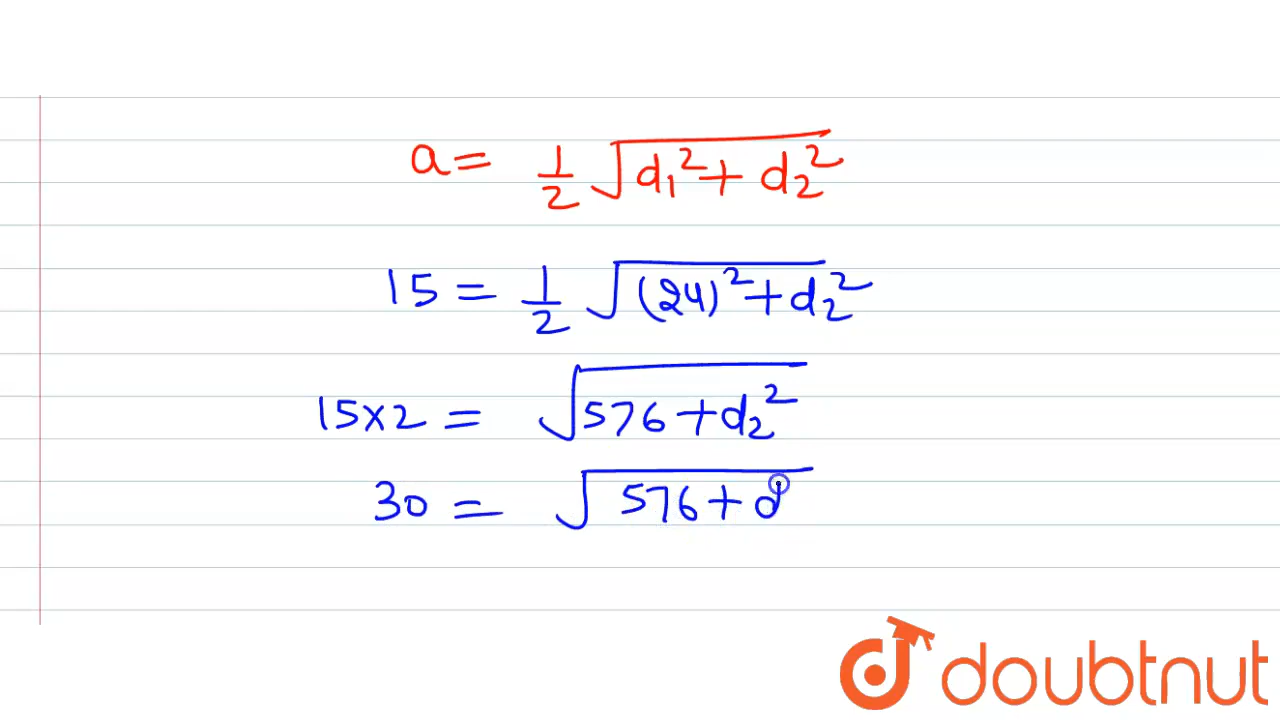 a = 1/2 √(d₁² + d₂²)
15 = 1/2 √((24)² + d₂²)
15×2 = √(576 + d₂²)
30 = √(576 + d)
doubtnut